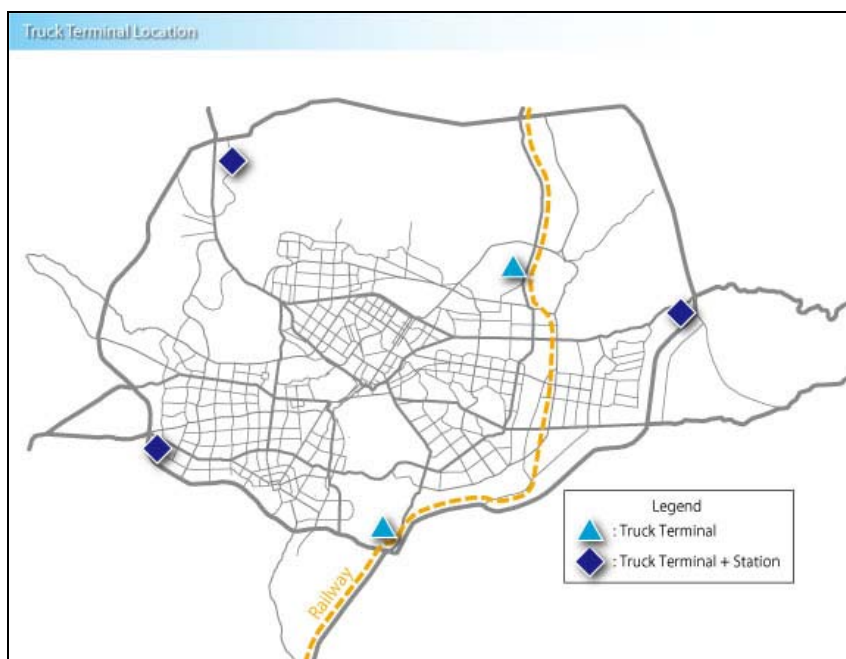 Truck Terminal Location
Railway
Legend
: Truck Terminal
: Truck Terminal + Station